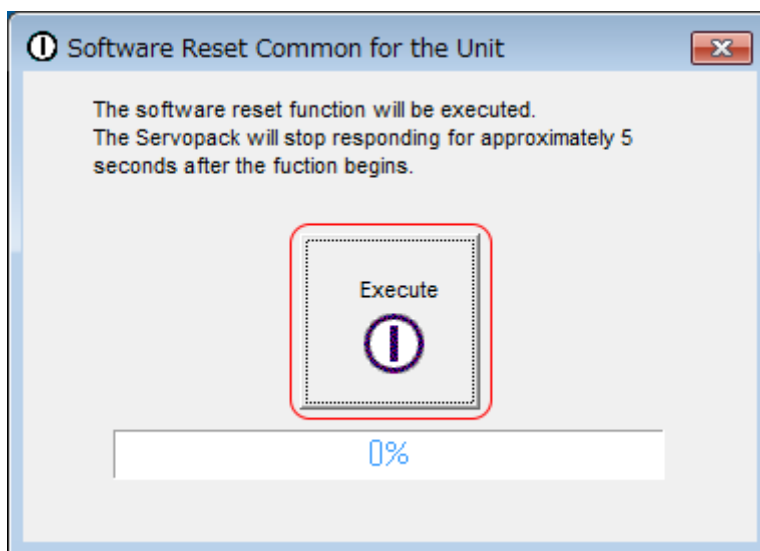 Software Reset Common for the Unit
The software reset function will be executed.
The Servopack will stop responding for approximately 5
seconds after the fuction begins.
Execute
0%